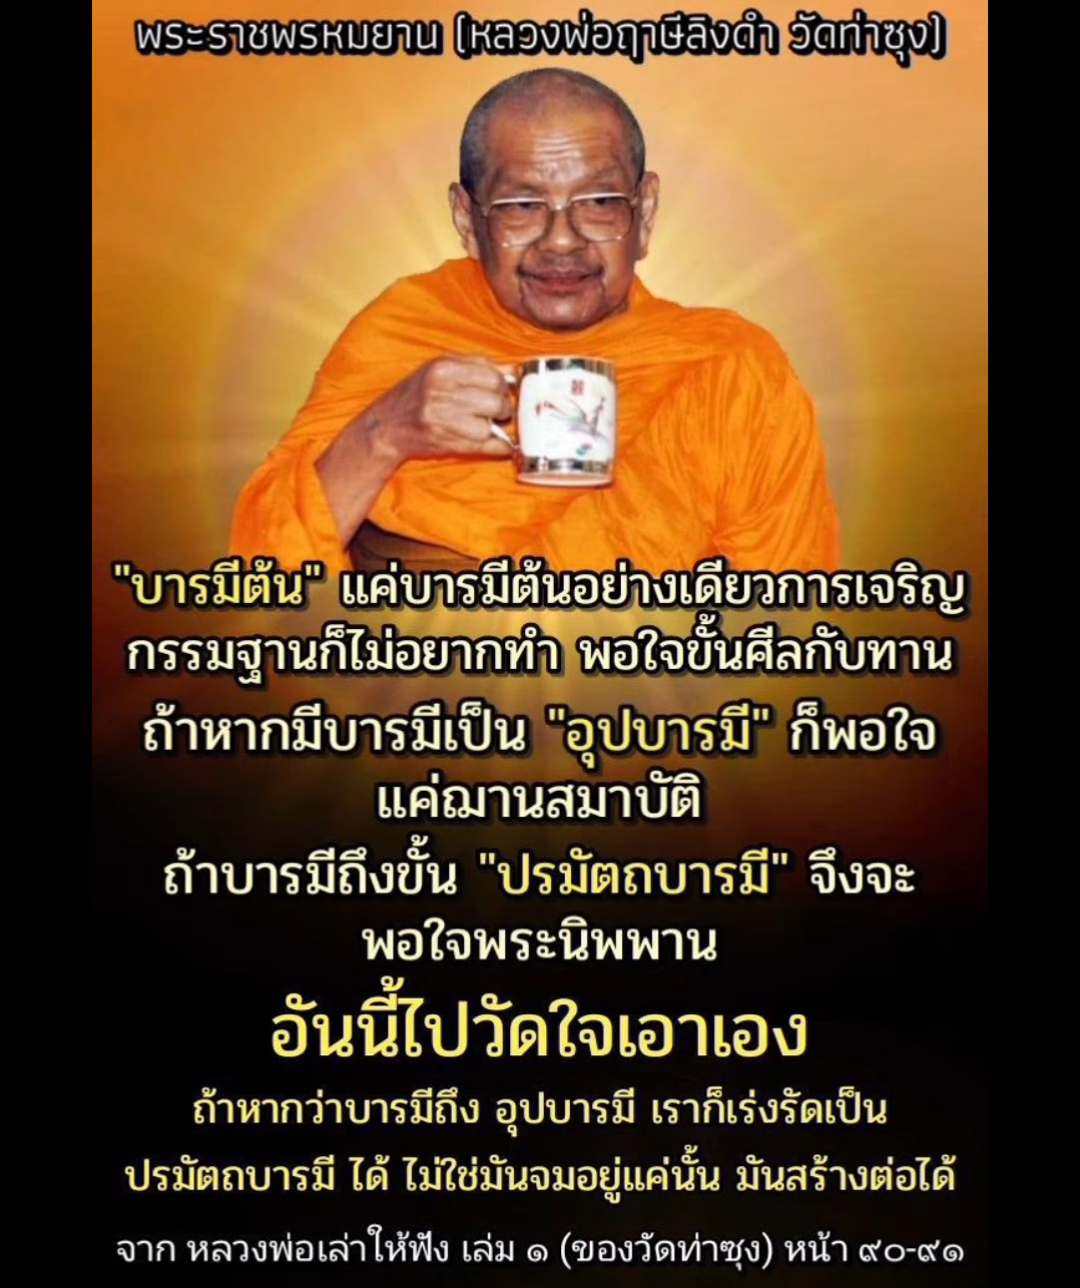 พระราชพรหมยาน (หลวงพ่อฤาษีลิงดำ วัดท่าซุง)
"บารมีต้น" แค่บารมีต้นอย่างเดียวการเจริญ
กรรมฐานก็ไม่อยากทำ พอใจขั้นศีลกับทาน
ถ้าหากมีบารมีเป็น "อุปบารมี" ก็พอใจ
แค่ฌานสมาบัติ
ถ้าบารมีถึงขั้น "ปรมัตถบารมี" จึงจะ
พอใจพระนิพพาน
อันนี้ไปวัดใจเอาเอง
ถ้าหากว่าบารมีถึง อุปบารมี เราก็เร่งรัดเป็น
ปรมัตถบารมี ได้ ไม่ใช่มันจมอยู่แค่นั้น มันสร้างต่อได้
จาก หลวงพ่อเล่าให้ฟัง เล่ม ๑ (ของวัดท่าซุง) หน้า ๙๐-๙๑